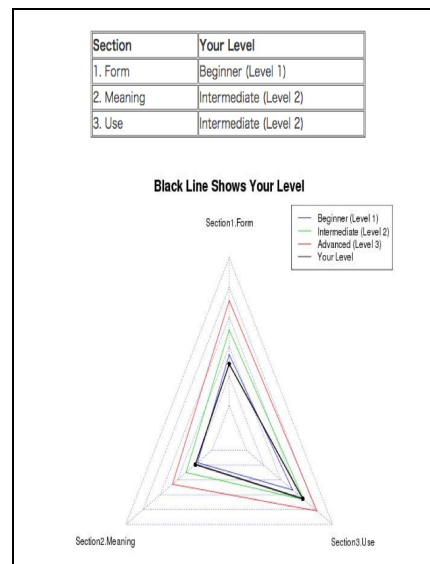 Section Your Level
1. Form Beginner (Level 1)
2. Meaning Intermediate (Level 2)
3. Use Intermediate (Level 2)
Black Line Shows Your Level
Section1.Form
Beginner (Level 1)
Intermediate (Level 2)
Advanced (Level 3)
Your Level
Section2.Meaning
Section3.Use